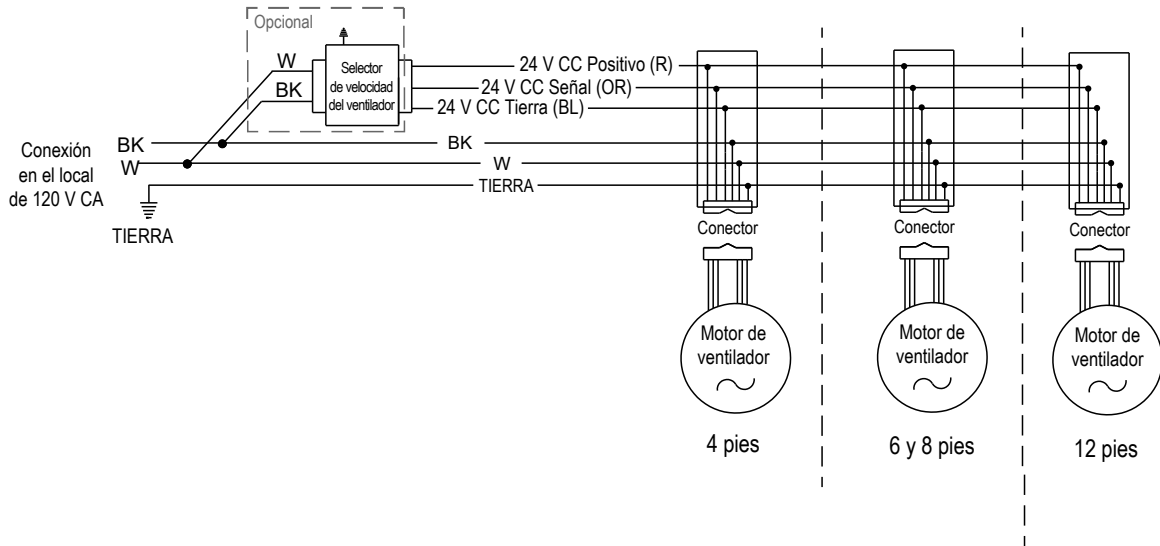 Opcional
W
BK
Selector
de velocidad
del ventilador
24 V CC Positivo (R)
24 V CC Señal (OR)
24 V CC Tierra (BL)
Conexión
en el local
de 120 V CA
BK
W
BK
W
TIERRA
TIERRA
Conector
Conector
Conector
Motor de
ventilador
Motor de
ventilador
Motor de
ventilador
4 pies
6 y 8 pies
12 pies